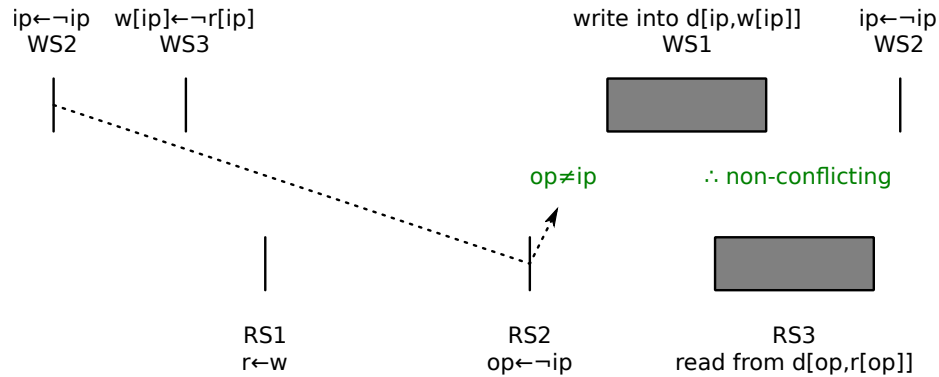 ip←¬ip
WS2
w[ip]←¬r[ip]
WS3
write into d[ip,w[ip]]
WS1
ip←¬ip
WS2
op≠ip
∴ non-conflicting
RS1
r←w
RS2
op←¬ip
RS3
read from d[op,r[op]]